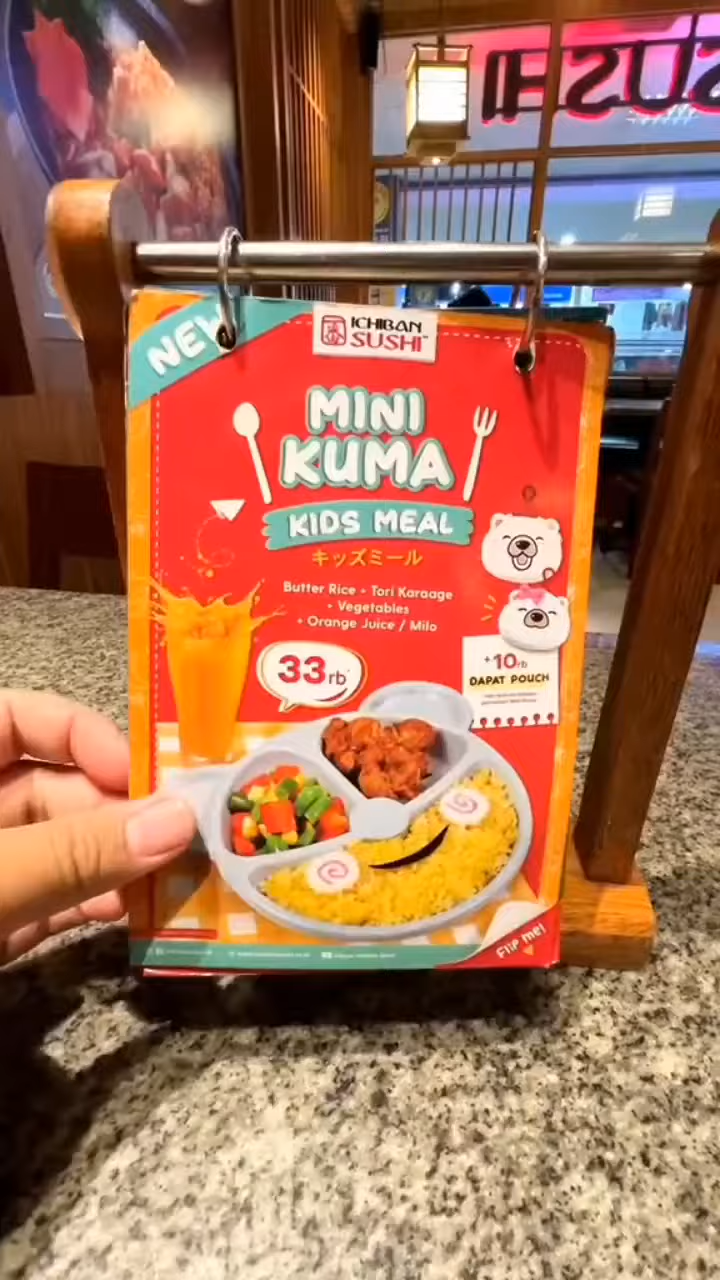 SUSHI
NEW
ICHIBAN
SUSHI™
MINI
KUMA
KIDS MEAL
キッズミール
Butter Rice • Tori Karaage
• Vegetables
• Orange Juice / Milo
33rb*
+10rb
DAPAT POUCH
Flip me!